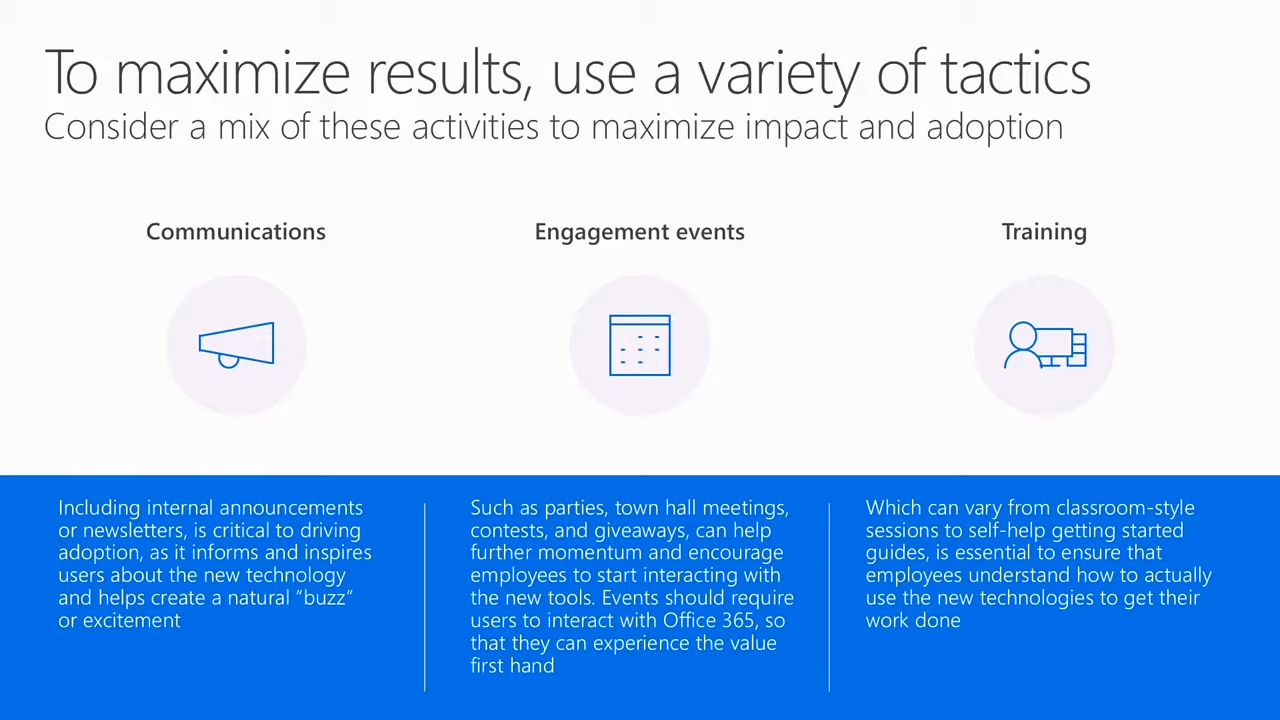 To maximize results, use a variety of tactics
Consider a mix of these activities to maximize impact and adoption
Communications
Including internal announcements
or newsletters, is critical to driving
adoption, as it informs and inspires
users about the new technology
and helps create a natural “buzz”
or excitement
Engagement events
Such as parties, town hall meetings,
contests, and giveaways, can help
further momentum and encourage
employees to start interacting with
the new tools. Events should require
users to interact with Office 365, so
that they can experience the value
first hand
Training
Which can vary from classroom-style
sessions to self-help getting started
guides, is essential to ensure that
employees understand how to actually
use the new technologies to get their
work done